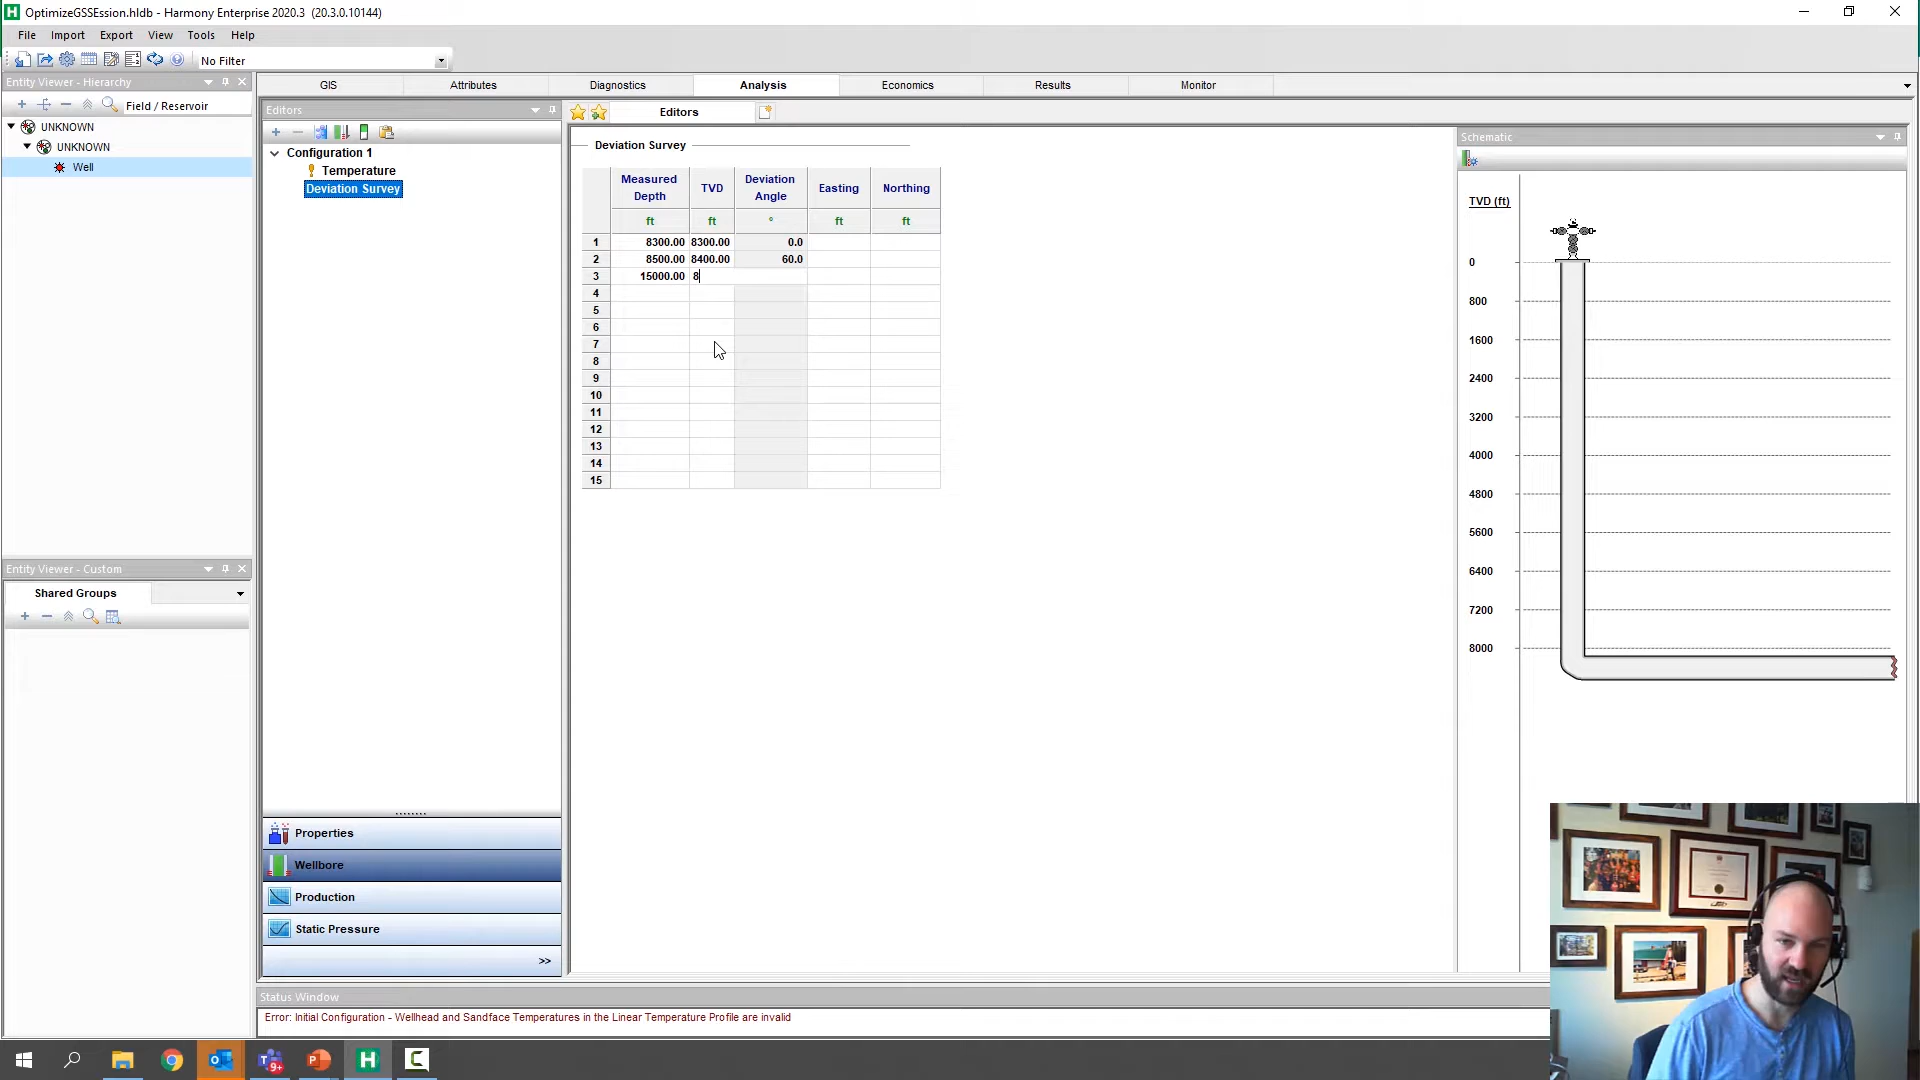 OptimizeGSSEssion.hldb - Harmony Enterprise 2020.3 (20.3.0.10144)
File Import Export View Tools Help
No Filter
Entity Viewer - Hierarchy
Field / Reservoir
UNKNOWN
UNKNOWN
Well
Entity Viewer - Custom
Shared Groups
GIS Attributes Diagnostics Analysis Economics Results Monitor
Editors
Configuration 1
Temperature
Deviation Survey
Properties
Wellbore
Production
Static Pressure
>>
Editors
Deviation Survey
Measured Depth TVD Deviation Angle Easting Northing
ft ft ° ft ft
1 8300.00 8300.00 0.0
2 8500.00 8400.00 60.0
3 15000.00 8
4
5
6
7
8
9
10
11
12
13
14
15
Schematic
TVD (ft)
0
800
1600
2400
3200
4000
4800
5600
6400
7200
8000
Status Window
Error: Initial Configuration - Wellhead and Sandface Temperatures in the Linear Temperature Profile are invalid
9+